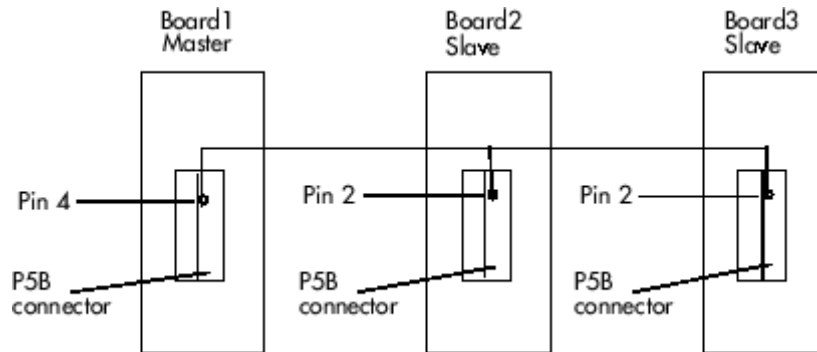 Board1
Master
Board2
Slave
Board3
Slave
Pin 4
Pin 2
Pin 2
P5B
connector
P5B
connector
P5B
connector